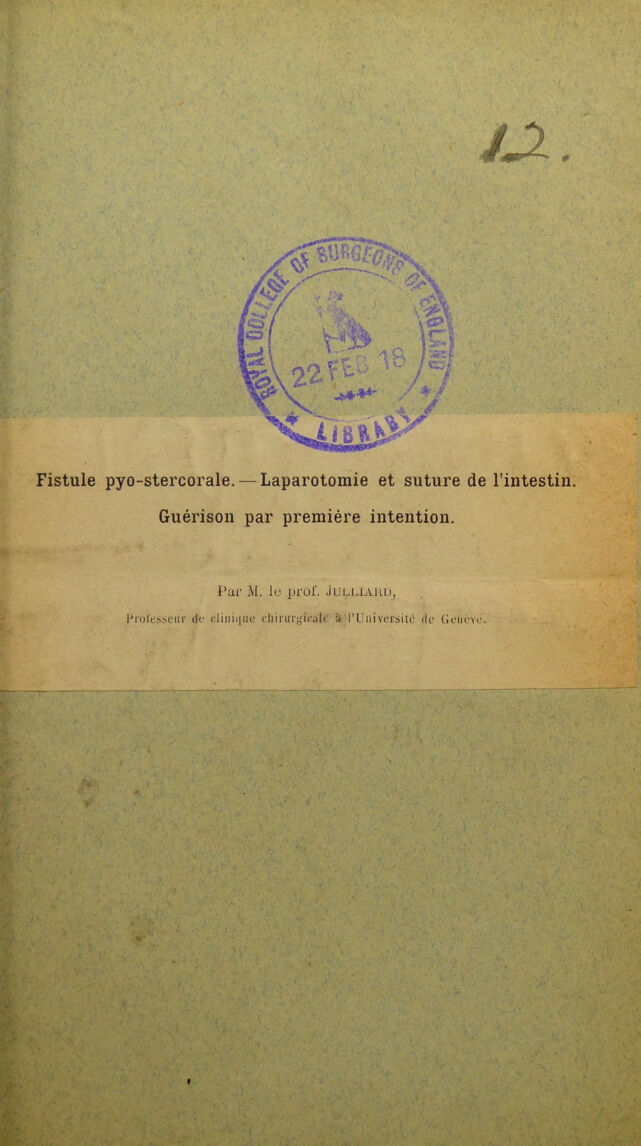 12.
ROYAL COLLEGE OF SURGEONS OF ENGLAND
22 FEB 18
* LIBRARY *
Fistule pyo-stercorale. — Laparotomie et suture de l'intestin.
Guérison par première intention.
Par M. le prof. JULLIARD,
Professeur de clinique chirurgicale à l'Université de Genève.